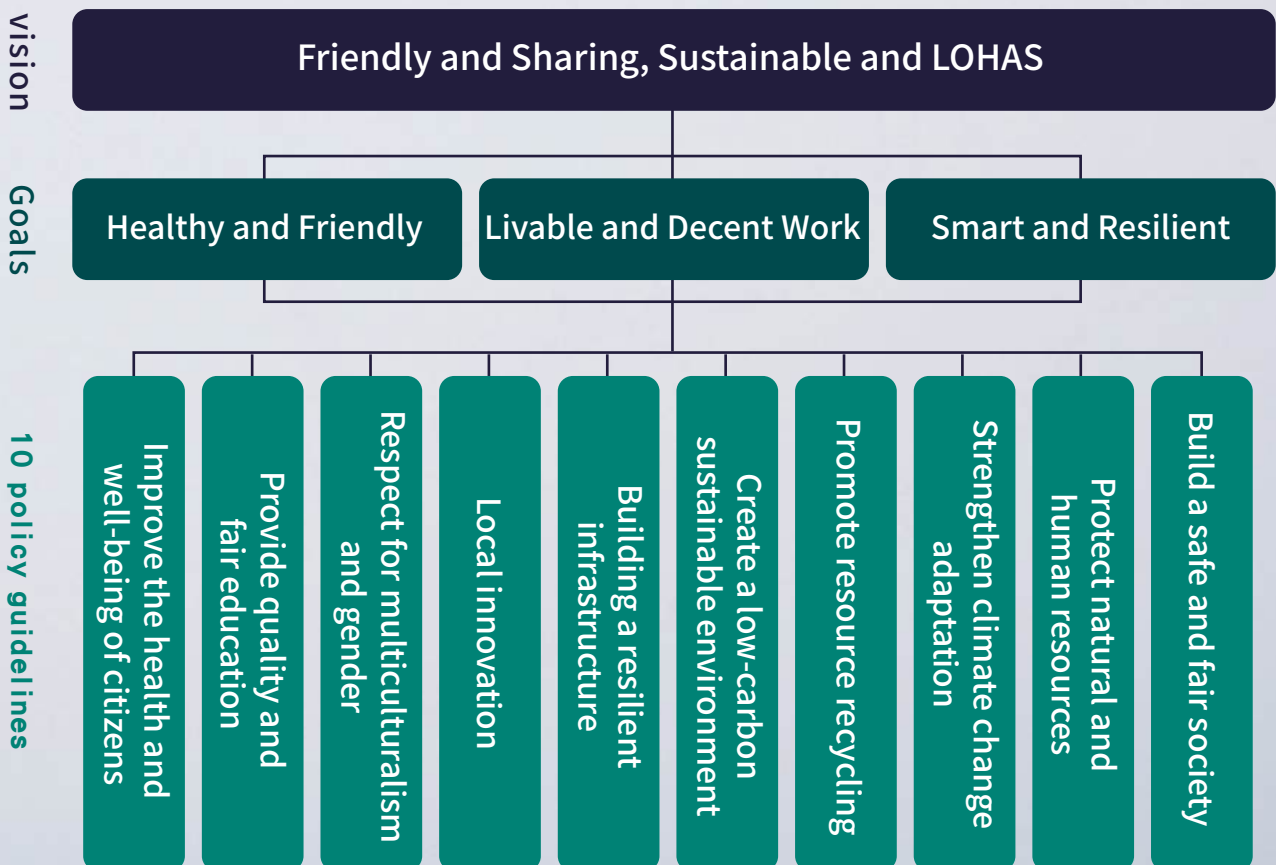 vision
Friendly and Sharing, Sustainable and LOHAS
Goals
Healthy and Friendly
Livable and Decent Work
Smart and Resilient
10 policy guidelines
Improve the health and
well-being of citizens
Provide quality and
fair education
Respect for multiculturalism
and gender
Local innovation
Building a resilient
infrastructure
Create a low-carbon
sustainable environment
Promote resource recycling
Strengthen climate change
adaptation
Protect natural and
human resources
Build a safe and fair society